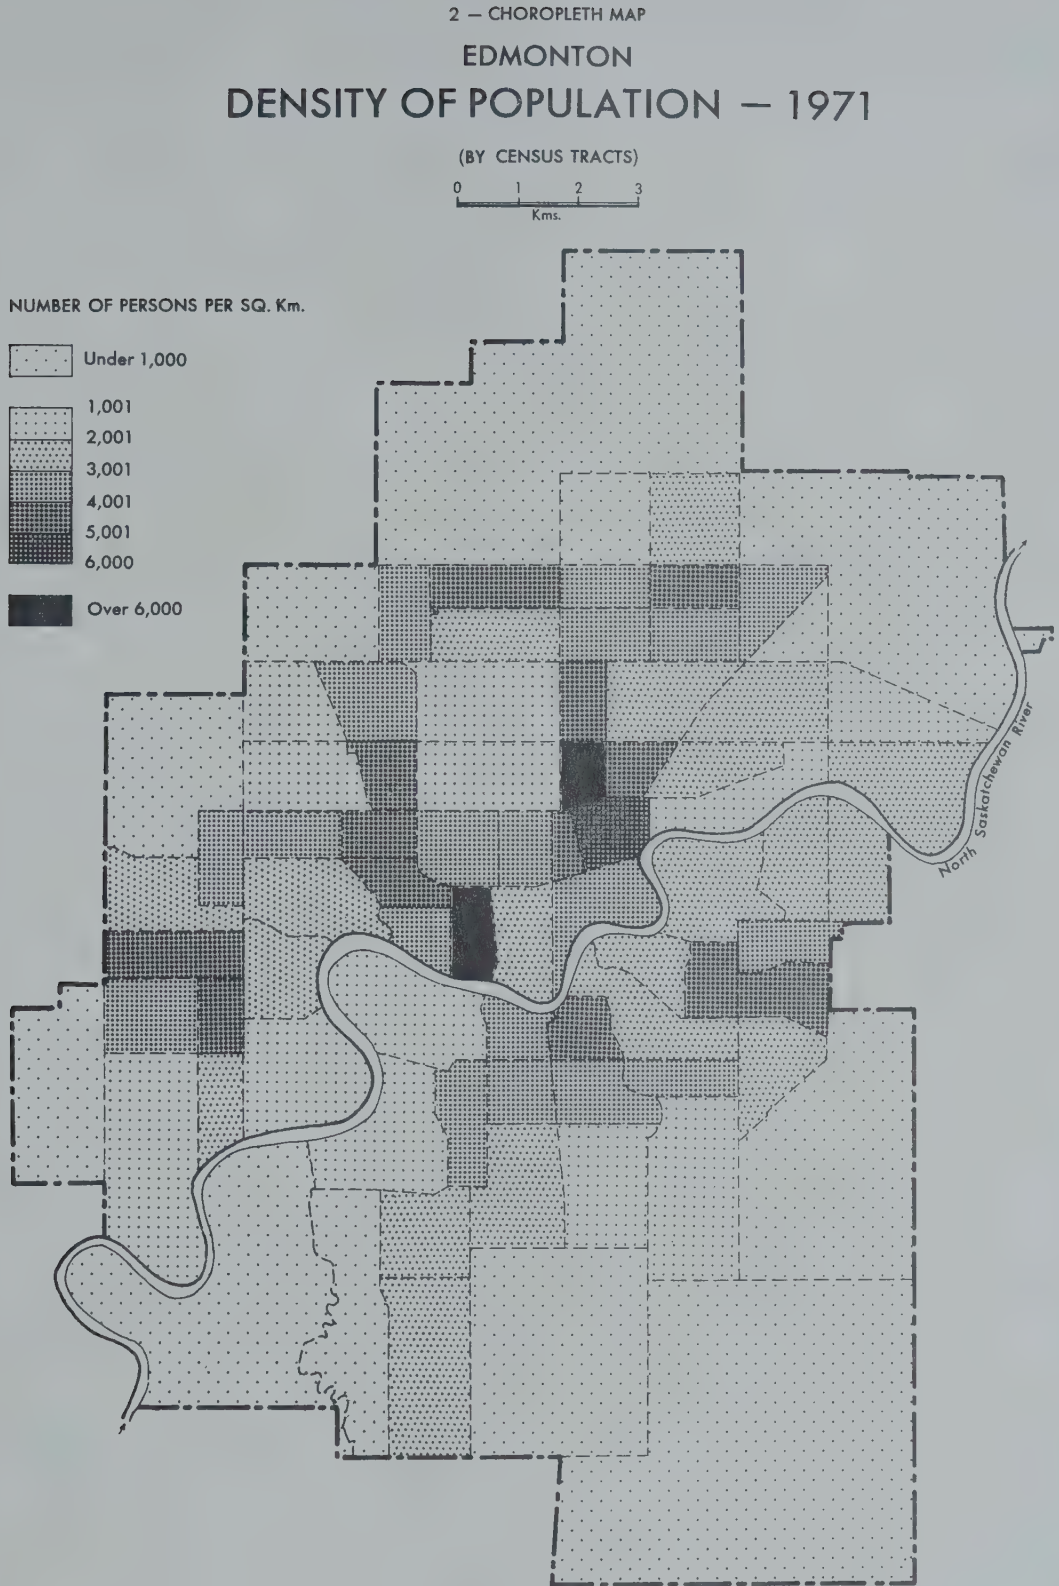 2 — CHOROPLETH MAP
EDMONTON
DENSITY OF POPULATION — 1971
(BY CENSUS TRACTS)
0 1 2 3
Kms.
NUMBER OF PERSONS PER SQ. Km.
Under 1,000
1,001
2,001
3,001
4,001
5,001
6,000
Over 6,000
North Saskatchewan River